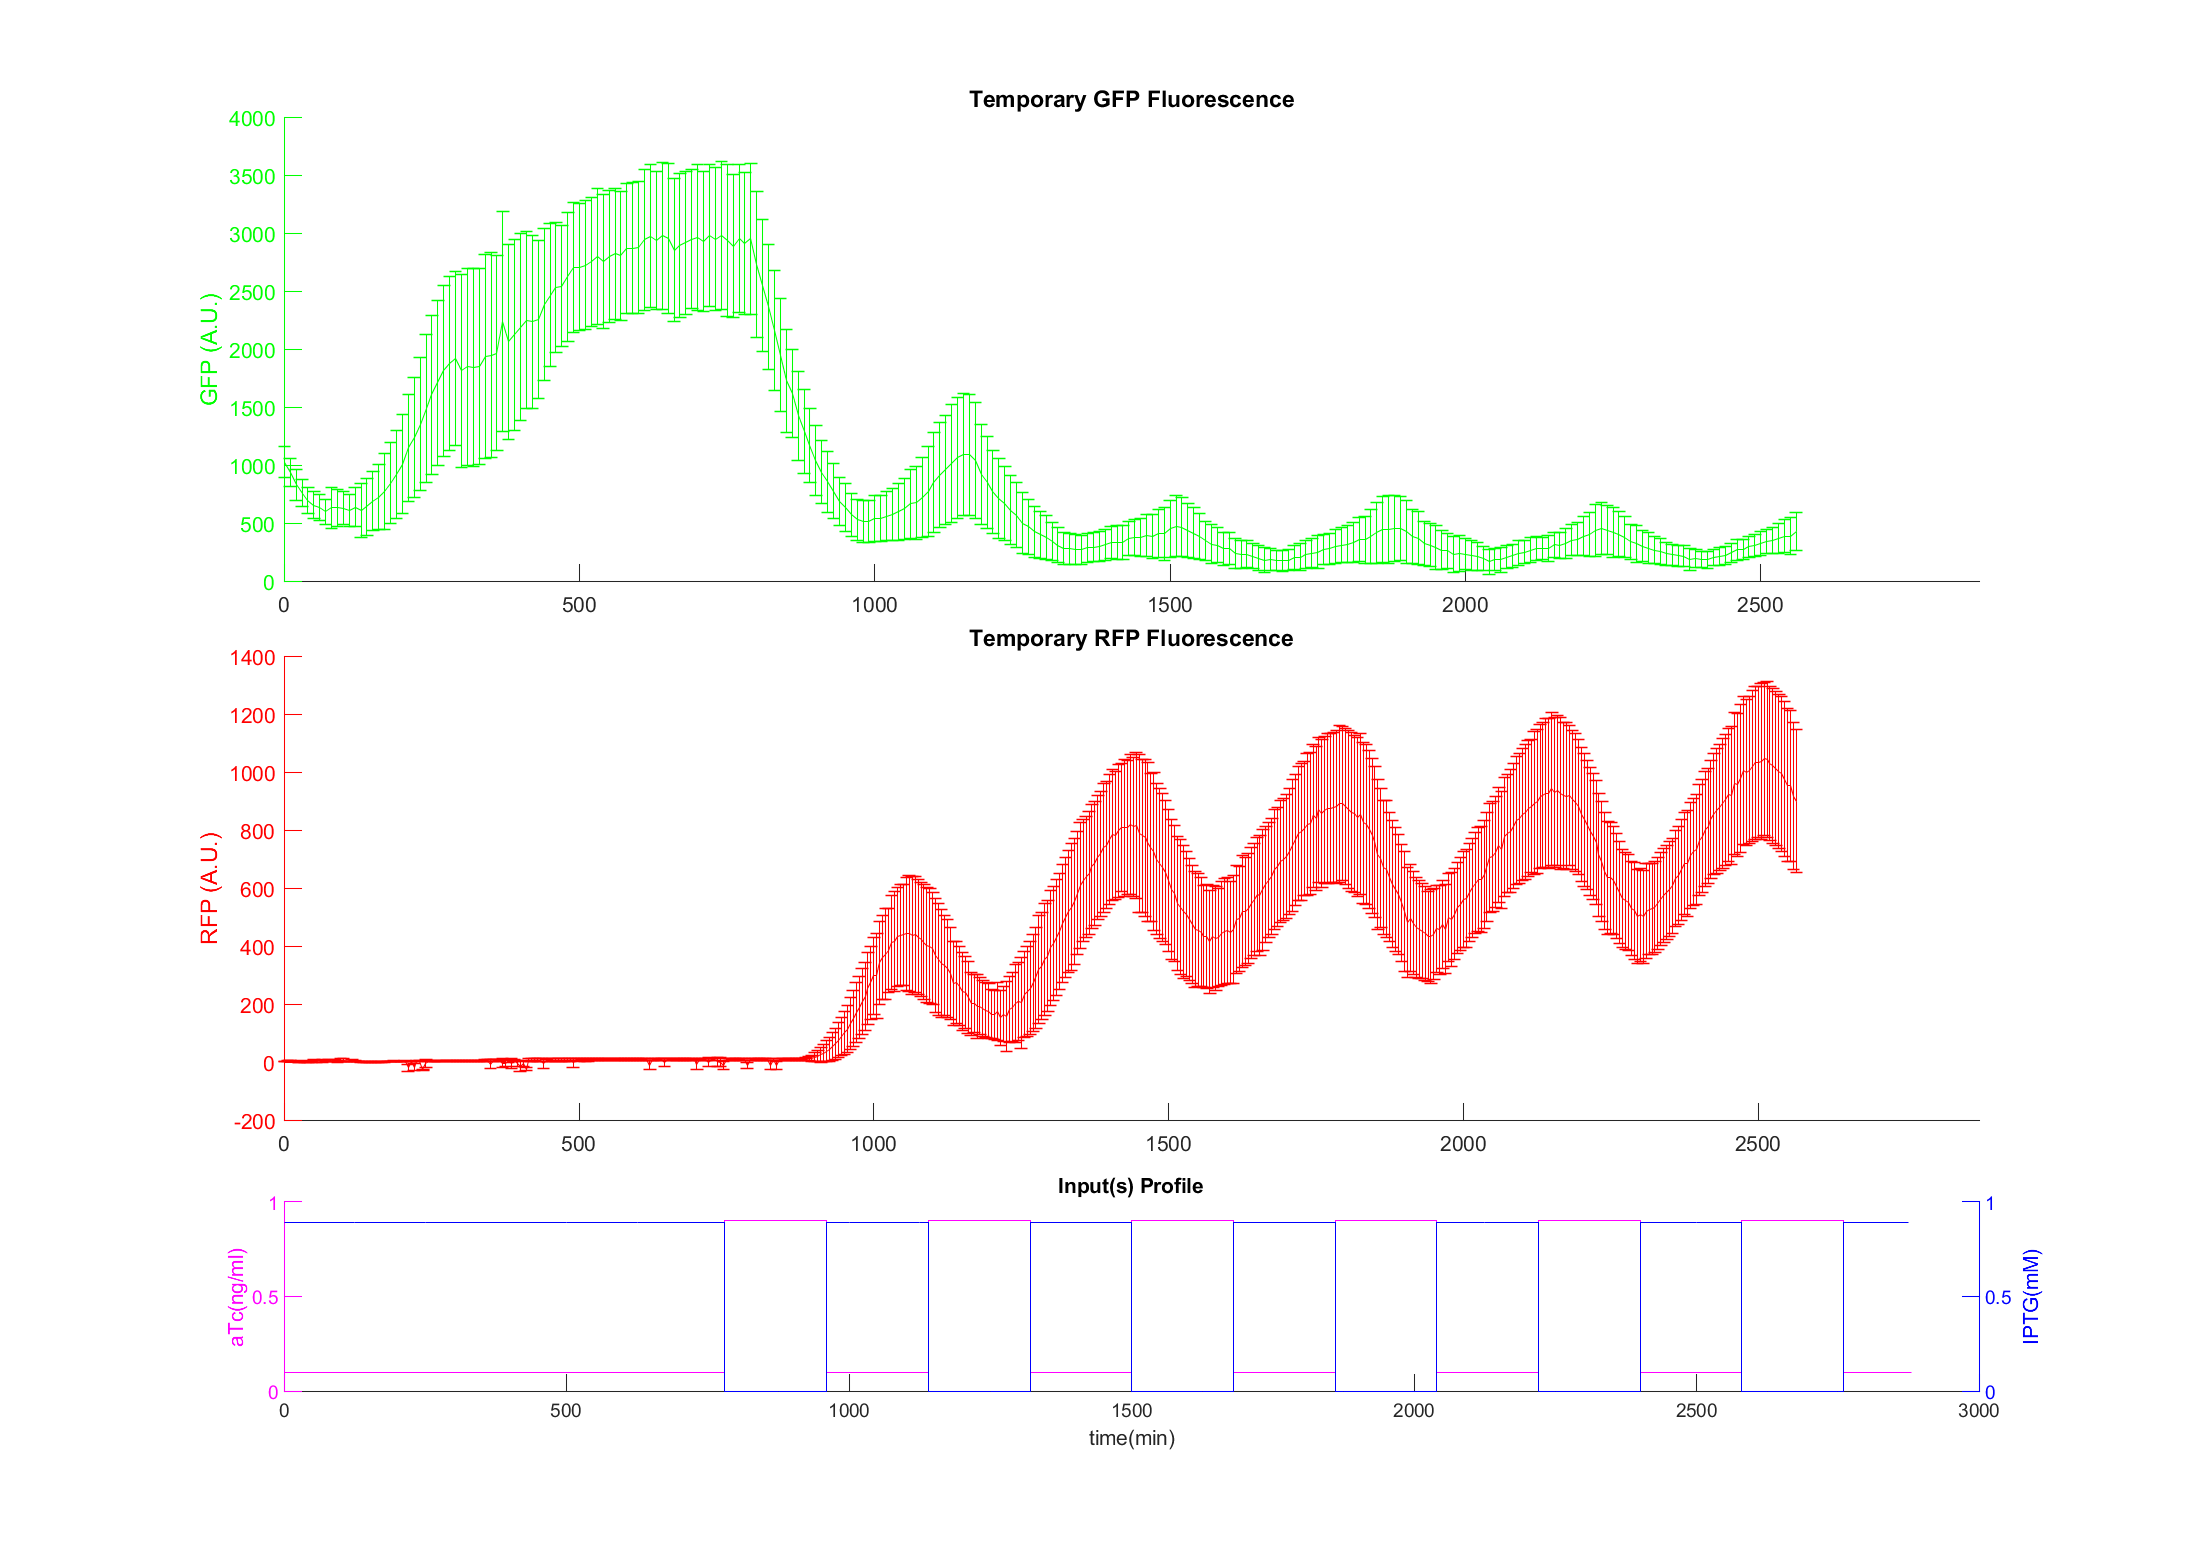 Temporary GFP Fluorescence
4000
3500
3000
2500
2000
1500
1000
500
0
GFP (A.U.)
0 500 1000 1500 2000 2500
Temporary RFP Fluorescence
1400
1200
1000
800
600
400
200
0
-200
RFP (A.U.)
0 500 1000 1500 2000 2500
Input(s) Profile
1
0.5
0
aTc(ng/ml)
1
0.5
0
IPTG(mM)
0 500 1000 1500 2000 2500 3000
time(min)